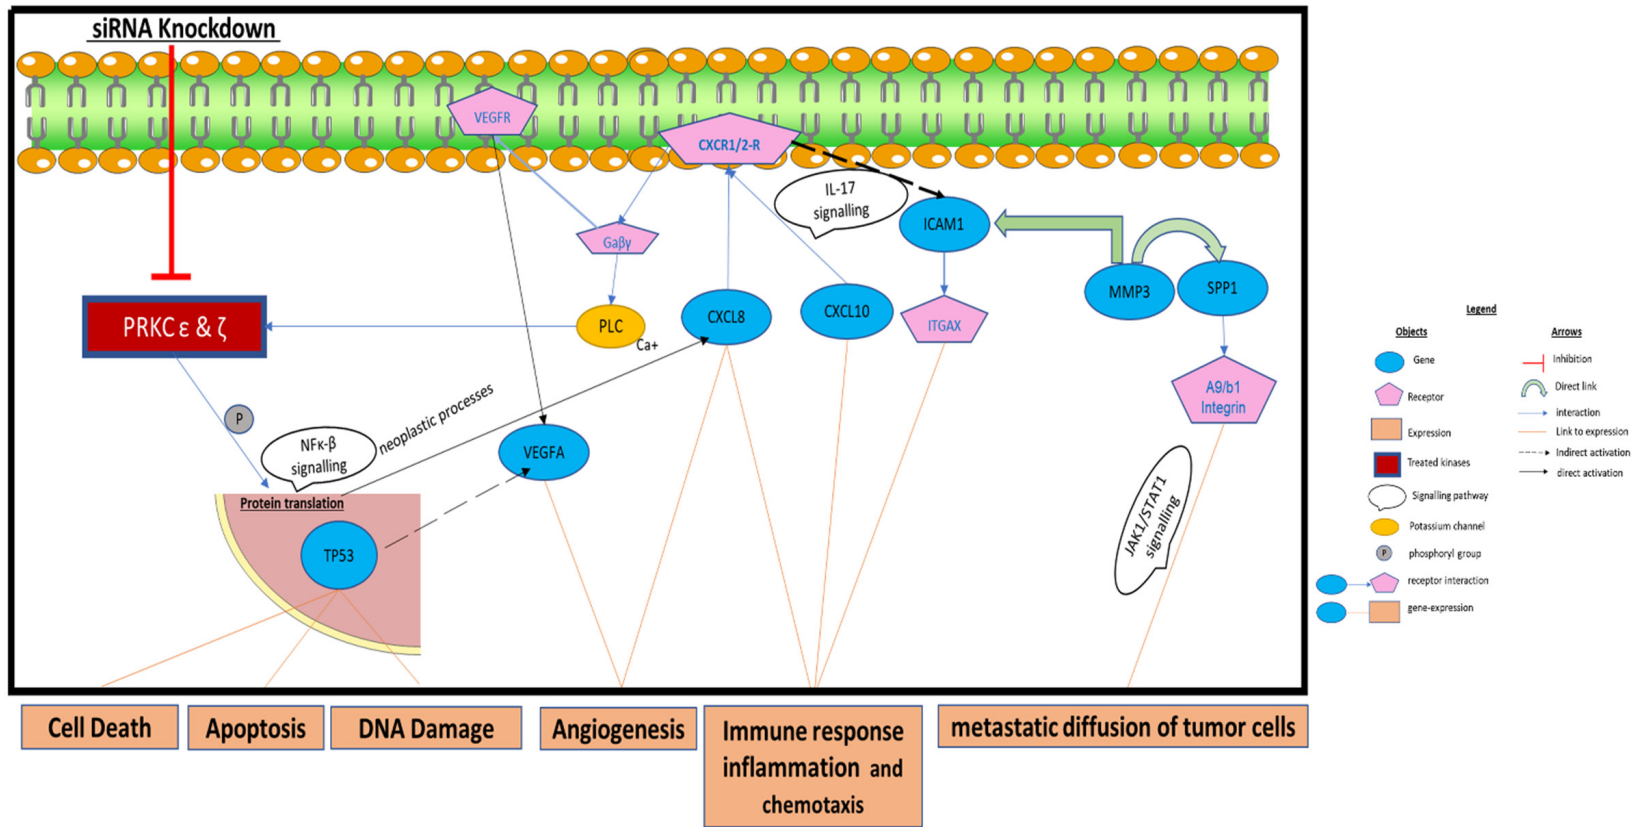 siRNA Knockdown
VEGFR
CXCR1/2-R
IL-17
signalling
ICAM1
Gaβγ
MMP3
SPP1
PRKC ε & ζ
PLC
Ca+
CXCL8
CXCL10
ITGAX
A9/b1
Integrin
P
NFκ-β
signalling
neoplastic processes
VEGFA
Protein translation
TP53
JAK1/STAT1
signalling
Cell Death
Apoptosis
DNA Damage
Angiogenesis
Immune response
inflammation and
chemotaxis
metastatic diffusion of tumor cells
Legend
Objects
Gene
Receptor
Expression
Treated kinases
Signalling pathway
Potassium channel
P
phosphoryl group
receptor interaction
gene-expression
Arrows
Inhibition
Direct link
interaction
Link to expression
Indirect activation
direct activation